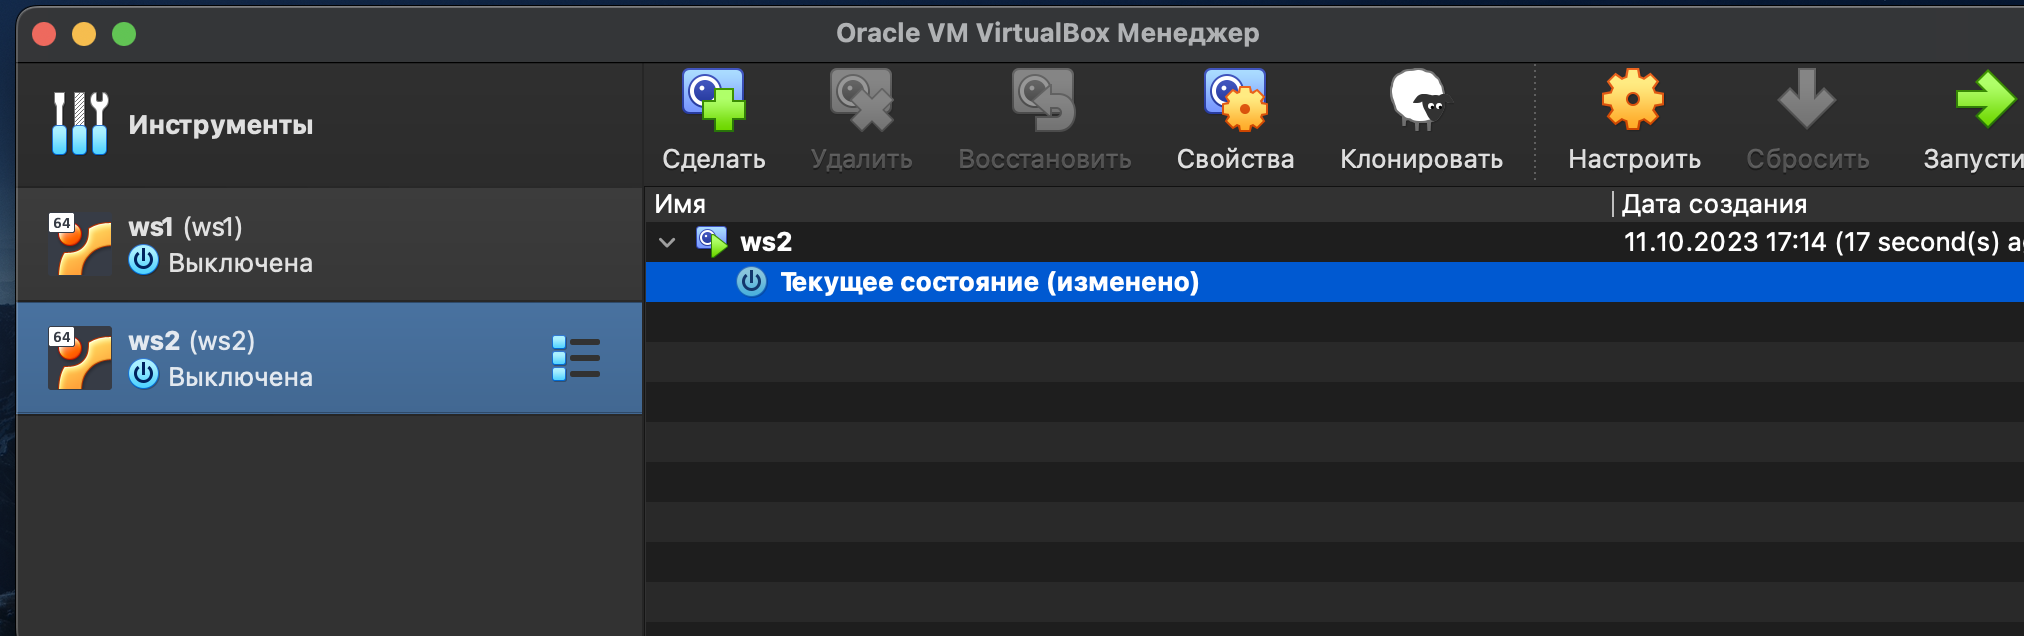 Oracle VM VirtualBox Менеджер
Инструменты
Сделать Удалить Восстановить Свойства Клонировать Настроить Сбросить Запусти
64 ws1 (ws1)
Выключена
64 ws2 (ws2)
Выключена
Имя Дата создания
ws2 11.10.2023 17:14 (17 second(s) a
Текущее состояние (изменено)